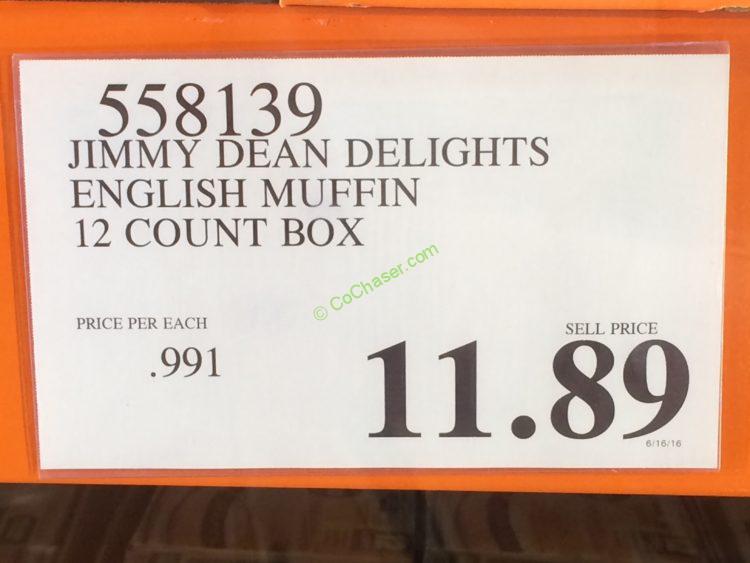 558139
JIMMY DEAN DELIGHTS
ENGLISH MUFFIN
12 COUNT BOX
© CoChaser.com
PRICE PER EACH
.991
SELL PRICE
11.89
6/16/16